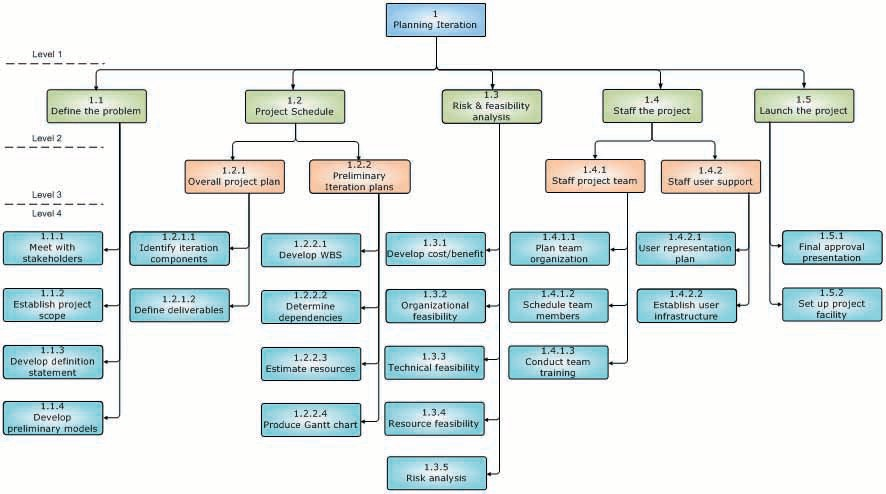 1
Planning Iteration
Level 1
1.1
Define the problem
1.2
Project Schedule
1.3
Risk & feasibility
analysis
1.4
Staff the project
1.5
Launch the project
Level 2
1.2.1
Overall project plan
1.2.2
Preliminary
Iteration plans
1.4.1
Staff project team
1.4.2
Staff user support
Level 3
Level 4
1.1.1
Meet with
stakeholders
1.2.1.1
Identify iteration
components
1.2.2.1
Develop WBS
1.3.1
Develop cost/benefit
1.4.1.1
Plan team
organization
1.4.2.1
User representation
plan
1.5.1
Final approval
presentation
1.1.2
Establish project
scope
1.2.1.2
Define deliverables
1.2.2.2
Determine
dependencies
1.3.2
Organizational
feasibility
1.4.1.2
Schedule team
members
1.4.2.2
Establish user
infrastructure
1.5.2
Set up project
facility
1.1.3
Develop definition
statement
1.2.2.3
Estimate resources
1.3.3
Technical feasibility
1.4.1.3
Conduct team
training
1.1.4
Develop
preliminary models
1.2.2.4
Produce Gantt chart
1.3.4
Resource feasibility
1.3.5
Risk analysis